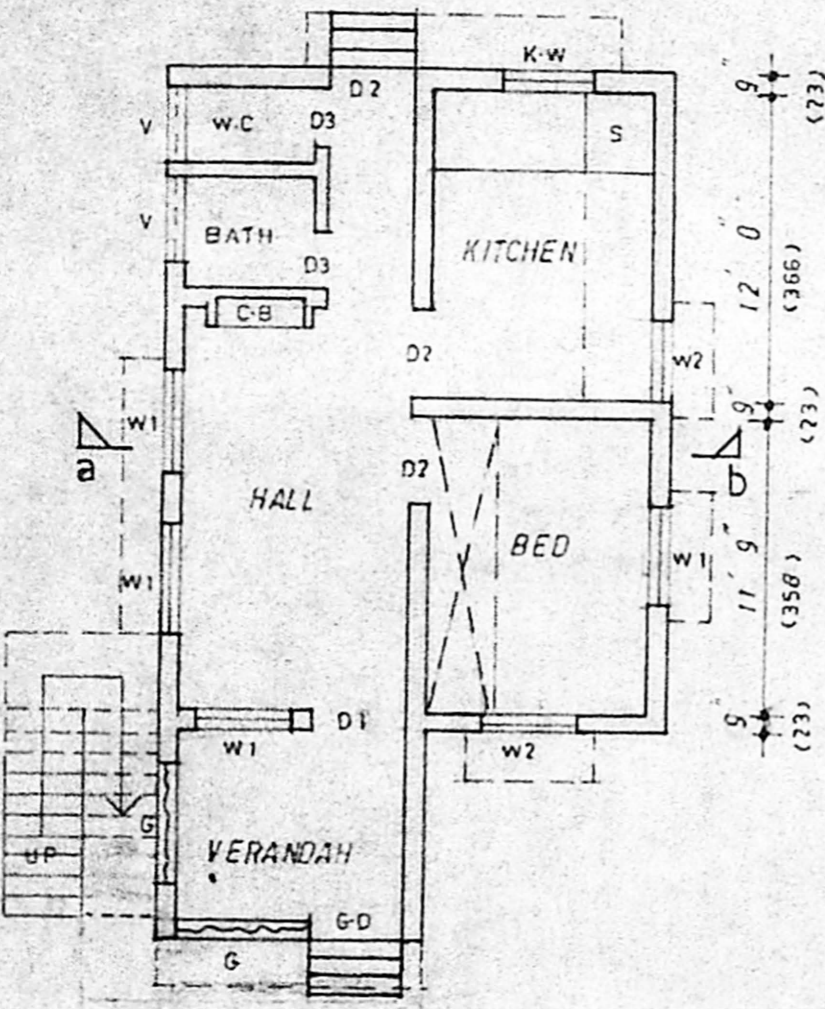 K·W
D2
9"
(23)
V
W.C
D3
S
V
BATH
KITCHEN
12' 0"
(366)
D3
C·B
D2
W2
W1
9"
(23)
a
b
D2
HALL
BED
W1
W1
11' 9"
(358)
D1
9"
(23)
W1
W2
G
UP
VERANDAH
G·D
G